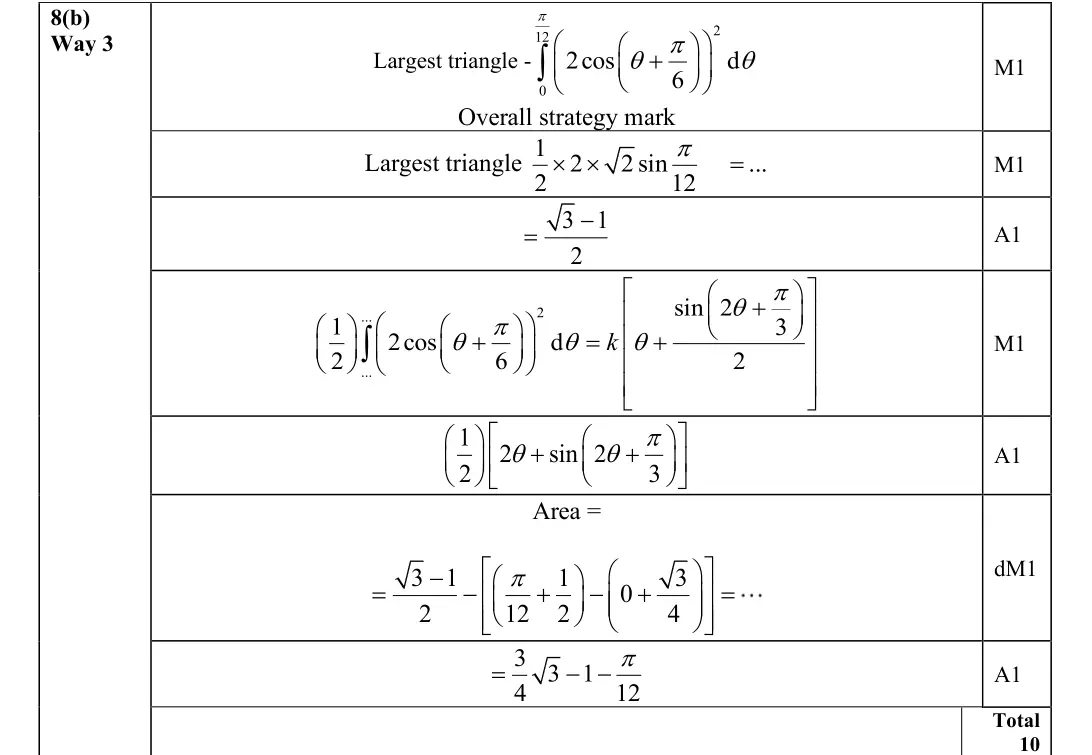 8(b)
Way 3
Largest triangle - ∫_0^{π/12} (2cos(θ + π/6))² dθ
Overall strategy mark
M1
Largest triangle 1/2 × 2 × √2 sin π/12 = ...
M1
= (√3 − 1)/2
A1
(1/2) ∫_{...}^{...} (2cos(θ + π/6))² dθ = k[θ + sin(2θ + π/3)/2]
M1
(1/2)[2θ + sin(2θ + π/3)]
A1
Area =
= (√3 − 1)/2 − [(π/12 + 1/2) − (0 + √3/4)] = ⋯
dM1
= 3/4 √3 − 1 − π/12
A1
Total
10